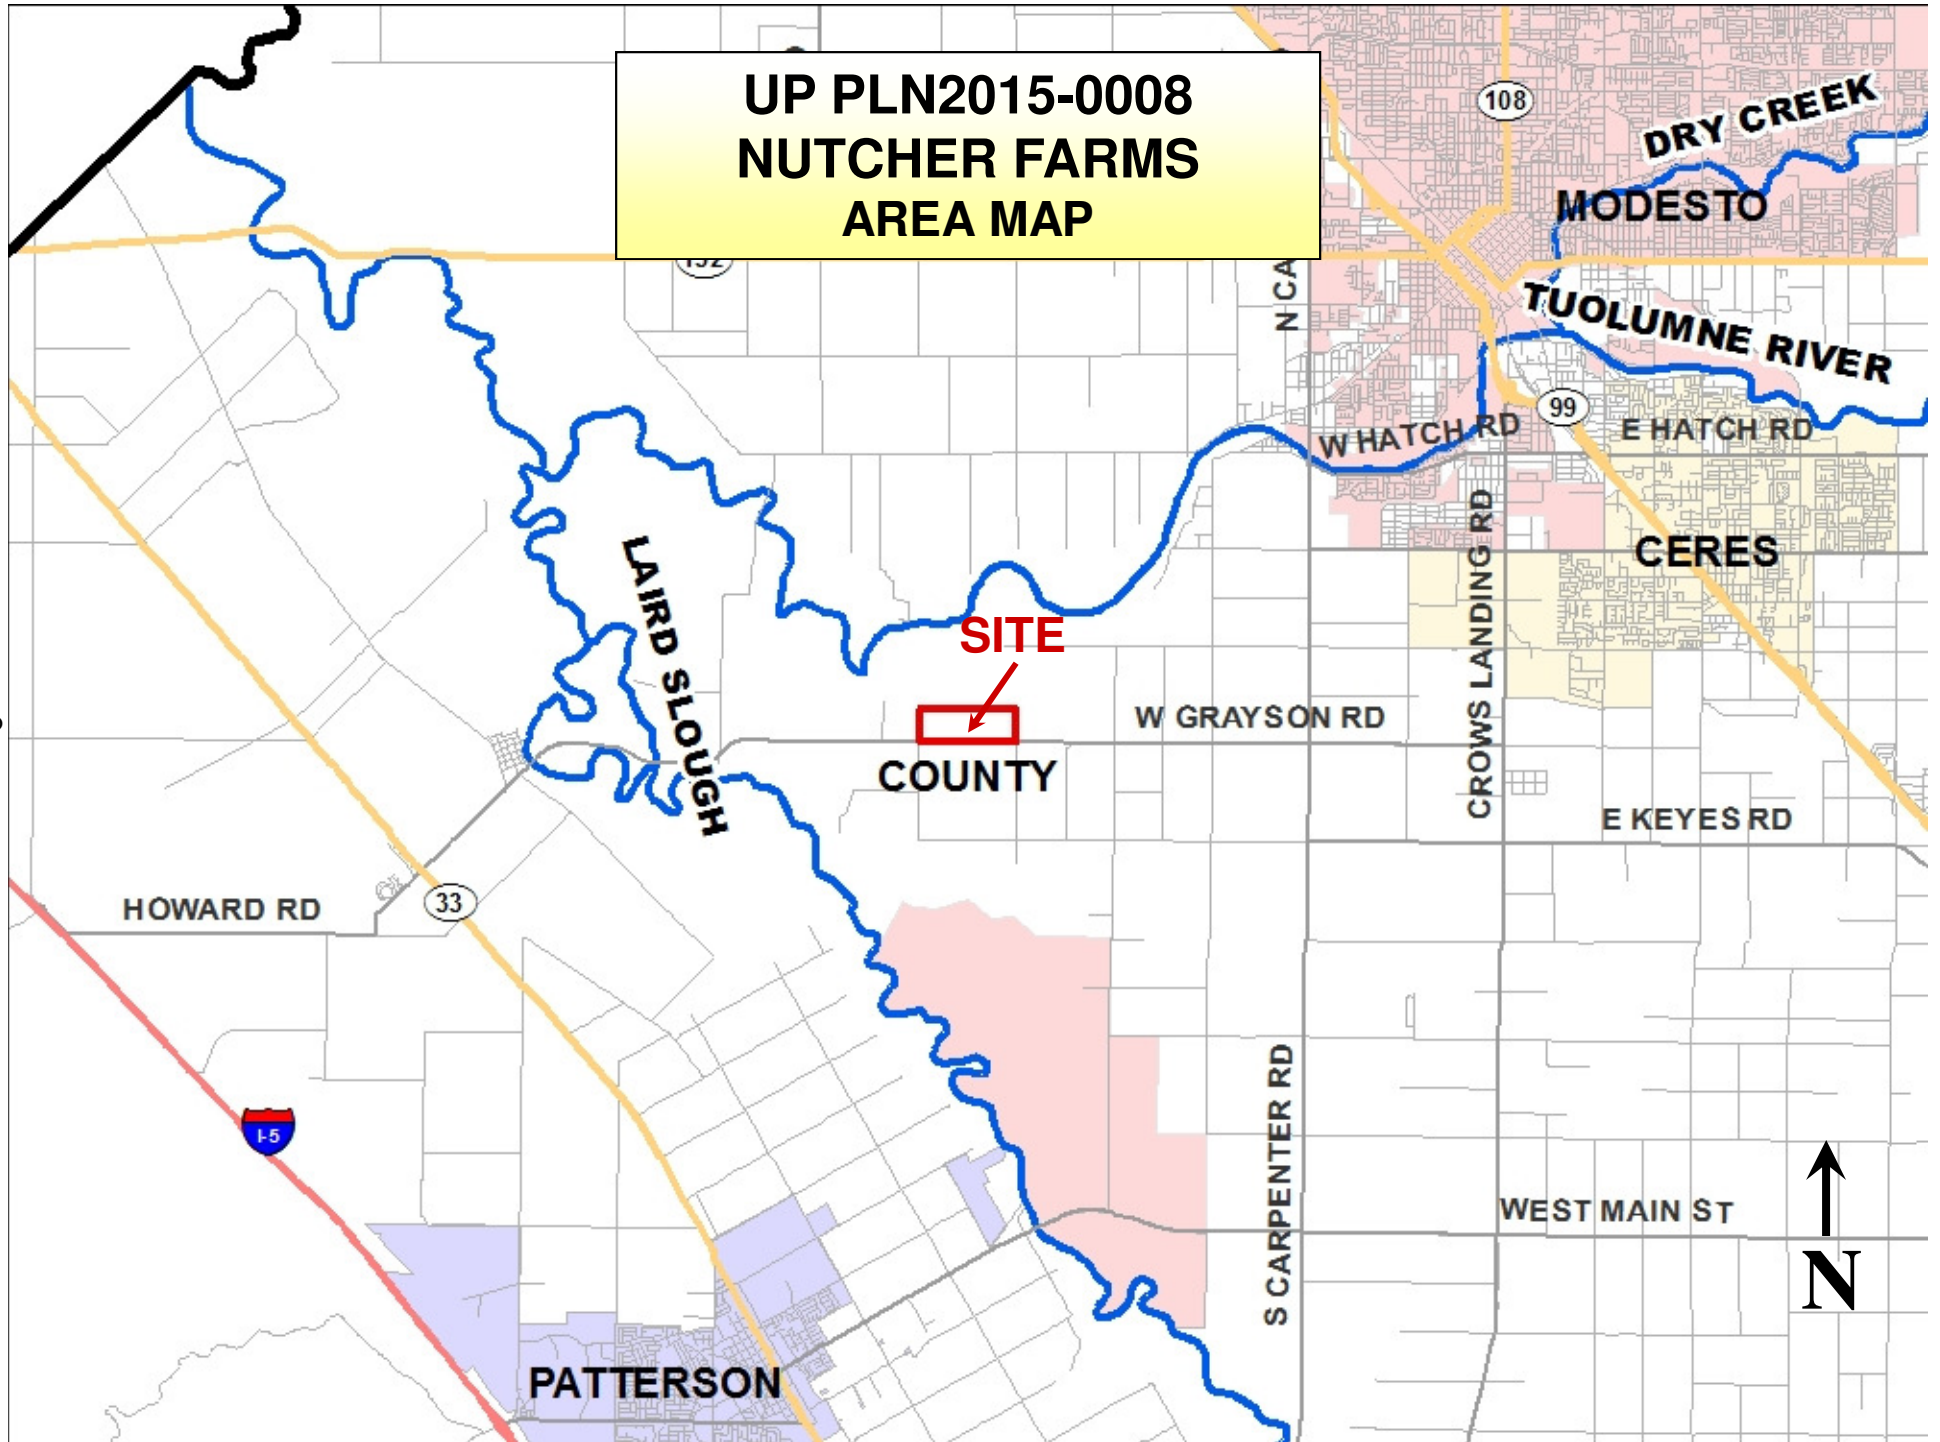 UP PLN2015-0008
NUTCHER FARMS
AREA MAP
108
DRY CREEK
MODESTO
N CA
TUOLUMNE RIVER
99
W HATCH RD
E HATCH RD
CERES
CROWS LANDING RD
LAIRD SLOUGH
SITE
W GRAYSON RD
COUNTY
E KEYES RD
HOWARD RD
33
I-5
S CARPENTER RD
WEST MAIN ST
N
PATTERSON